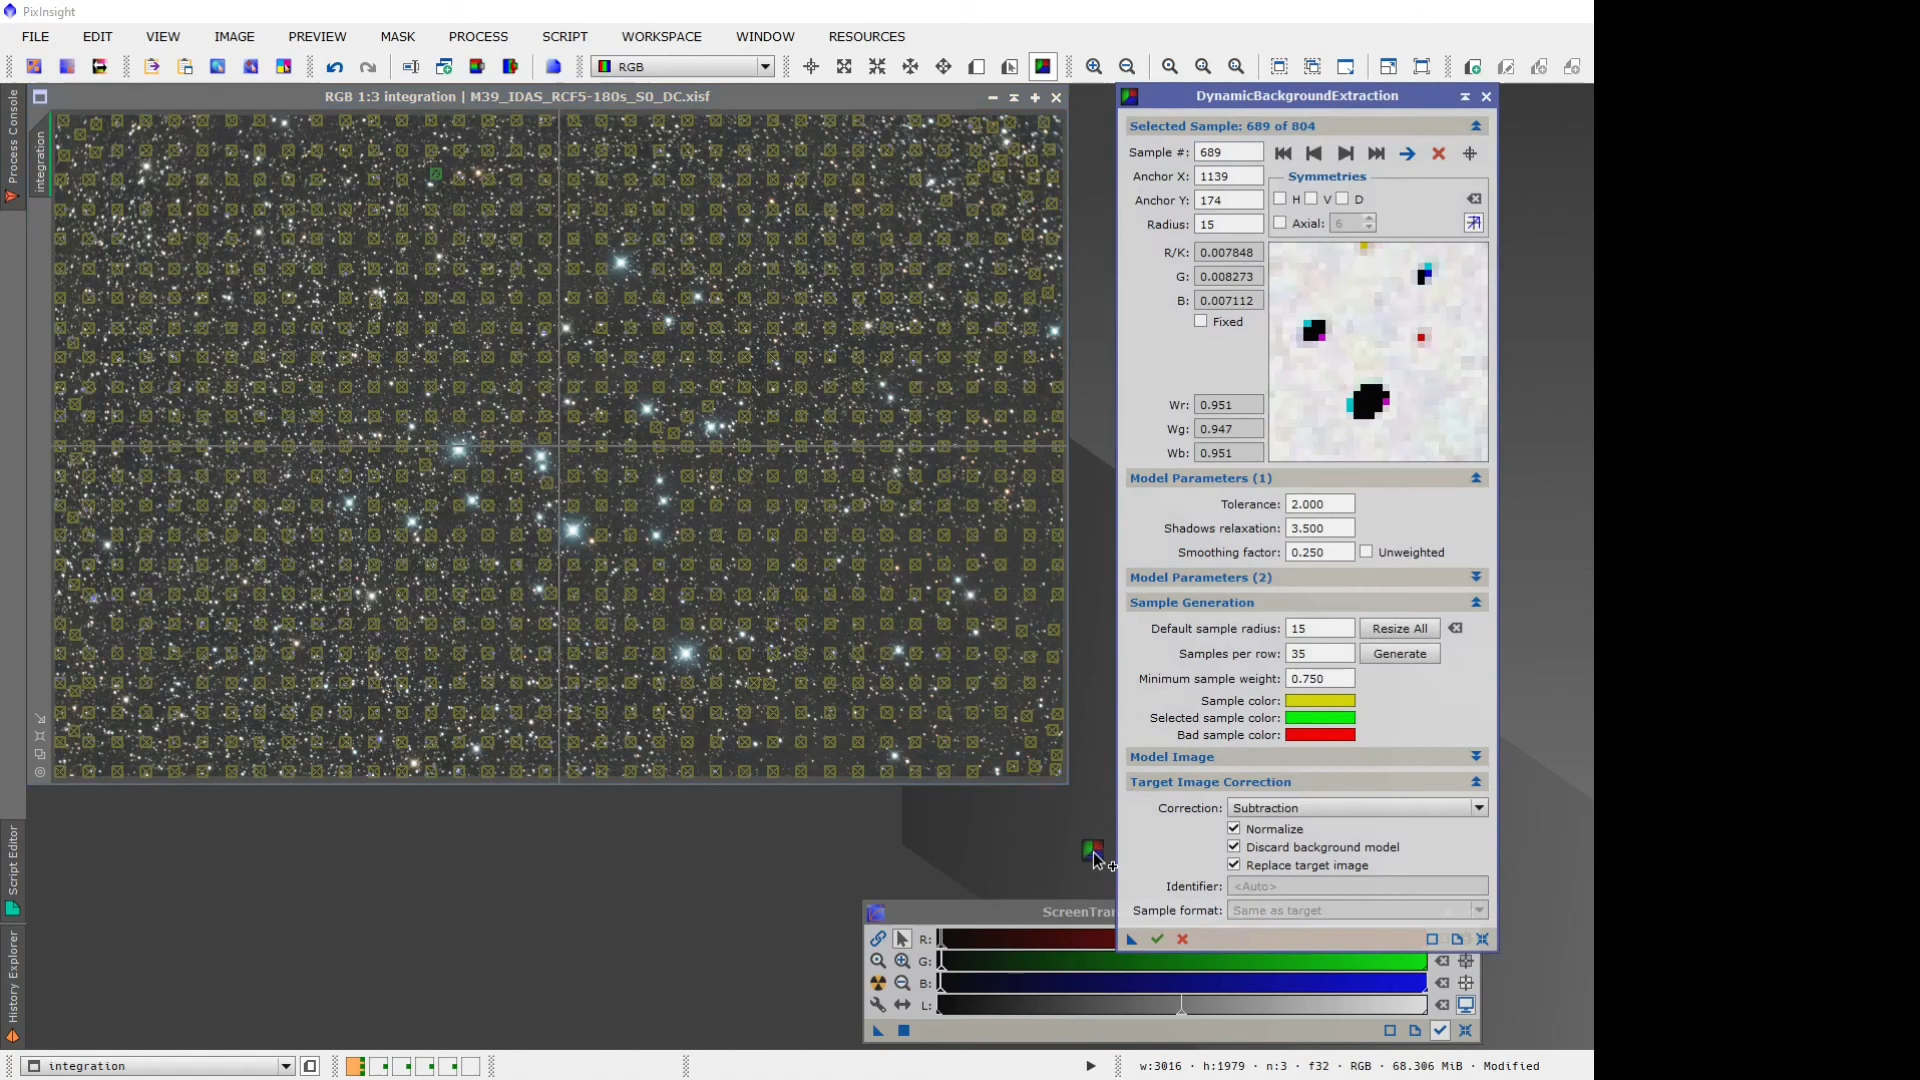 PixInsight
FILE EDIT VIEW IMAGE PREVIEW MASK PROCESS SCRIPT WORKSPACE WINDOW RESOURCES
RGB
Process Console
Script Editor
History Explorer
RGB 1:3 integration | M39_IDAS_RCF5-180s_S0_DC.xisf
integration
DynamicBackgroundExtraction
Selected Sample: 689 of 804
Sample #: 689
Anchor X: 1139
Symmetries
Anchor Y: 174
H V D
Radius: 15
Axial: 6
R/K: 0.007848
G: 0.008273
B: 0.007112
Fixed
Wr: 0.951
Wg: 0.947
Wb: 0.951
Model Parameters (1)
Tolerance: 2.000
Shadows relaxation: 3.500
Smoothing factor: 0.250 Unweighted
Model Parameters (2)
Sample Generation
Default sample radius: 15 Resize All
Samples per row: 35 Generate
Minimum sample weight: 0.750
Sample color:
Selected sample color:
Bad sample color:
Model Image
Target Image Correction
Correction: Subtraction
Normalize
Discard background model
Replace target image
Identifier: <Auto>
Sample format: Same as target
ScreenTra
R:
G:
B:
L:
integration
w:3016 · h:1979 · n:3 · f32 · RGB · 68.306 MiB · Modified